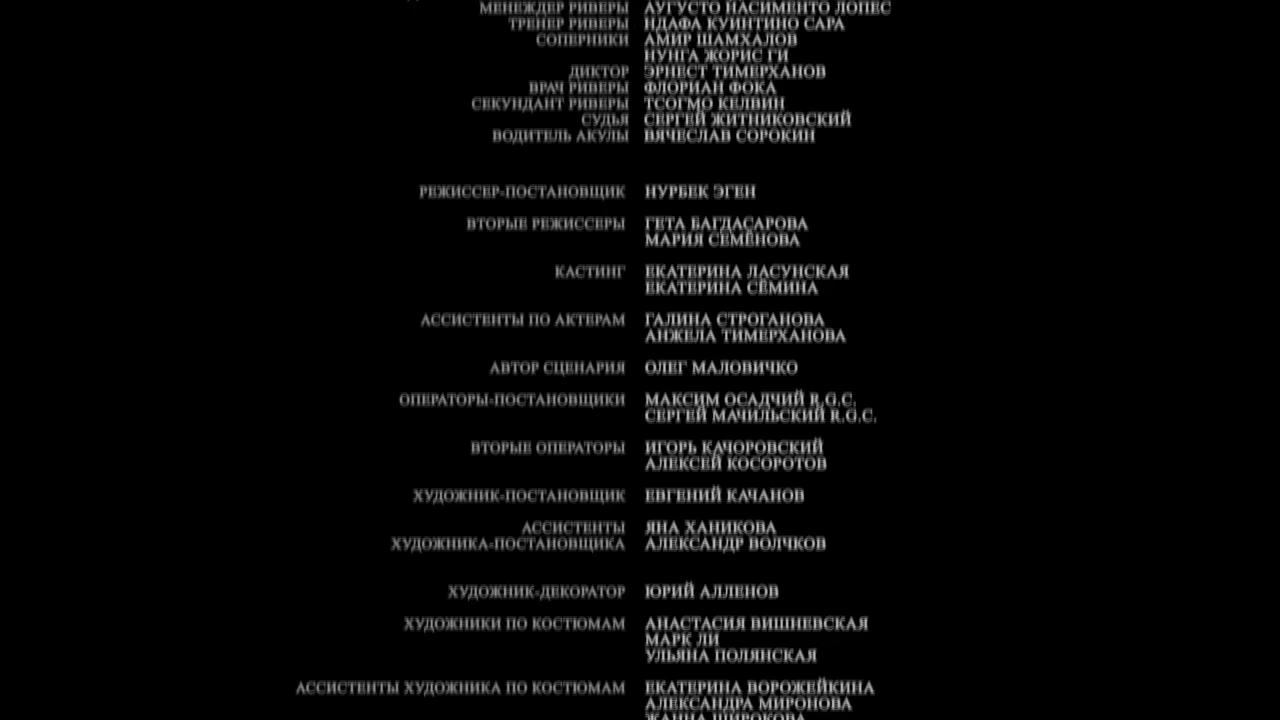 МЕНЕДЖЕР РИВЕРЫ АУГУСТО НАСИМЕНТО ЛОПЕС
ТРЕНЕР РИВЕРЫ НДАФА КУИНТИНО САРА
СОПЕРНИКИ АМИР ШАМХАЛОВ
НУНГА ЖОРИС ГИ
ДИКТОР ЭРНЕСТ ТИМЕРХАНОВ
ВРАЧ РИВЕРЫ ФЛОРИАН ФОКА
СЕКУНДАНТ РИВЕРЫ ТСОГМО КЕЛВИН
СУДЬЯ СЕРГЕЙ ЖИТНИКОВСКИЙ
ВОДИТЕЛЬ АКУЛЫ ВЯЧЕСЛАВ СОРОКИН
РЕЖИССЕР-ПОСТАНОВЩИК НУРБЕК ЭГЕН
ВТОРЫЕ РЕЖИССЕРЫ ГЕТА БАГДАСАРОВА
МАРИЯ СЕМЁНОВА
КАСТИНГ ЕКАТЕРИНА ЛАСУНСКАЯ
ЕКАТЕРИНА СЁМИНА
АССИСТЕНТЫ ПО АКТЕРАМ ГАЛИНА СТРОГАНОВА
АНЖЕЛА ТИМЕРХАНОВА
АВТОР СЦЕНАРИЯ ОЛЕГ МАЛОВИЧКО
ОПЕРАТОРЫ-ПОСТАНОВЩИКИ МАКСИМ ОСАДЧИЙ R.G.C.
СЕРГЕЙ МАЧИЛЬСКИЙ R.G.C.
ВТОРЫЕ ОПЕРАТОРЫ ИГОРЬ КАЧОРОВСКИЙ
АЛЕКСЕЙ КОСОРОТОВ
ХУДОЖНИК-ПОСТАНОВЩИК ЕВГЕНИЙ КАЧАНОВ
АССИСТЕНТЫ ЯНА ХАНИКОВА
ХУДОЖНИКА-ПОСТАНОВЩИКА АЛЕКСАНДР ВОЛЧКОВ
ХУДОЖНИК-ДЕКОРАТОР ЮРИЙ АЛЛЕНОВ
ХУДОЖНИКИ ПО КОСТЮМАМ АНАСТАСИЯ ВИШНЕВСКАЯ
МАРК ЛИ
УЛЬЯНА ПОЛЯНСКАЯ
АССИСТЕНТЫ ХУДОЖНИКА ПО КОСТЮМАМ ЕКАТЕРИНА ВОРОЖЕЙКИНА
АЛЕКСАНДРА МИРОНОВА
ЖАННА ШИРОКОВА